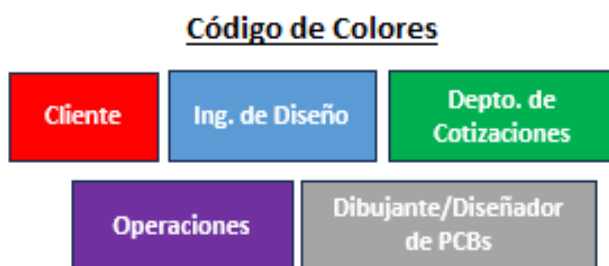 Código de Colores
Cliente
Ing. de Diseño
Depto. de
Cotizaciones
Operaciones
Dibujante/Diseñador
de PCBs